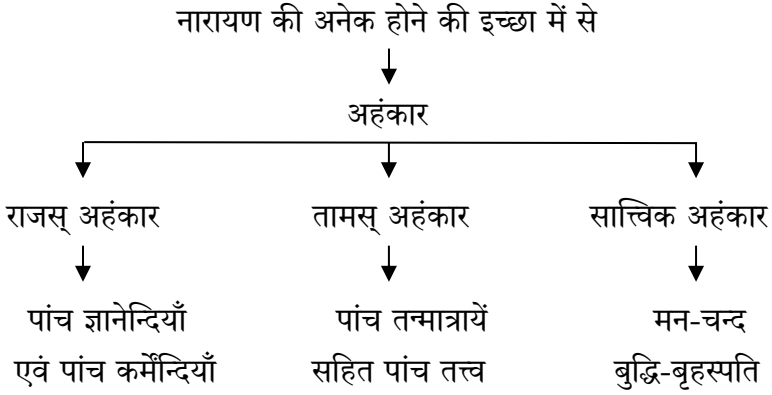 नारायण की अनेक होने की इच्छा में से
अहंकार
राजस् अहंकार
तामस् अहंकार
सात्त्विक अहंकार
पांच ज्ञानेन्दियाँ
एवं पांच कर्मेंन्दियाँ
पांच तन्मात्रायें
सहित पांच तत्त्व
मन-चन्द
बुद्धि-बृहस्पति